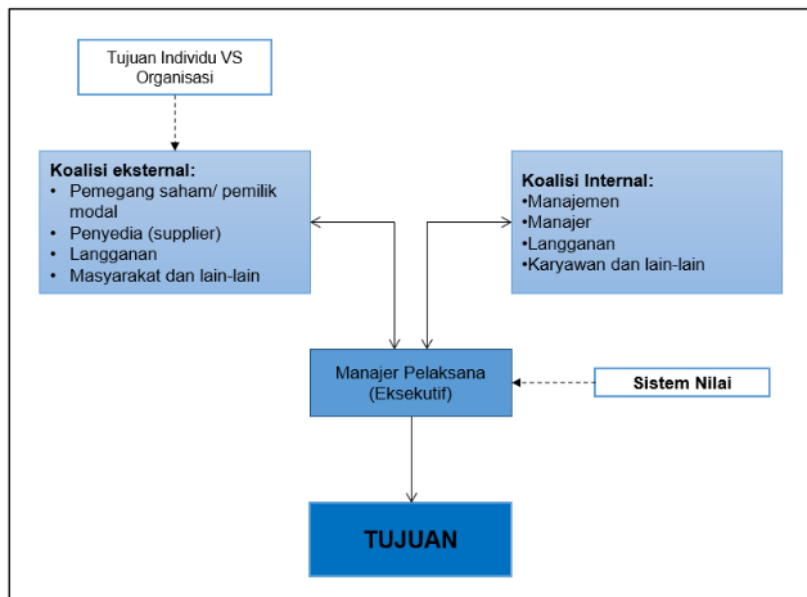 Tujuan Individu VS
Organisasi
Koalisi eksternal:
• Pemegang saham/ pemilik
modal
• Penyedia (supplier)
• Langganan
• Masyarakat dan lain-lain
Koalisi Internal:
•Manajemen
•Manajer
•Langganan
•Karyawan dan lain-lain
Manajer Pelaksana
(Eksekutif)
Sistem Nilai
TUJUAN